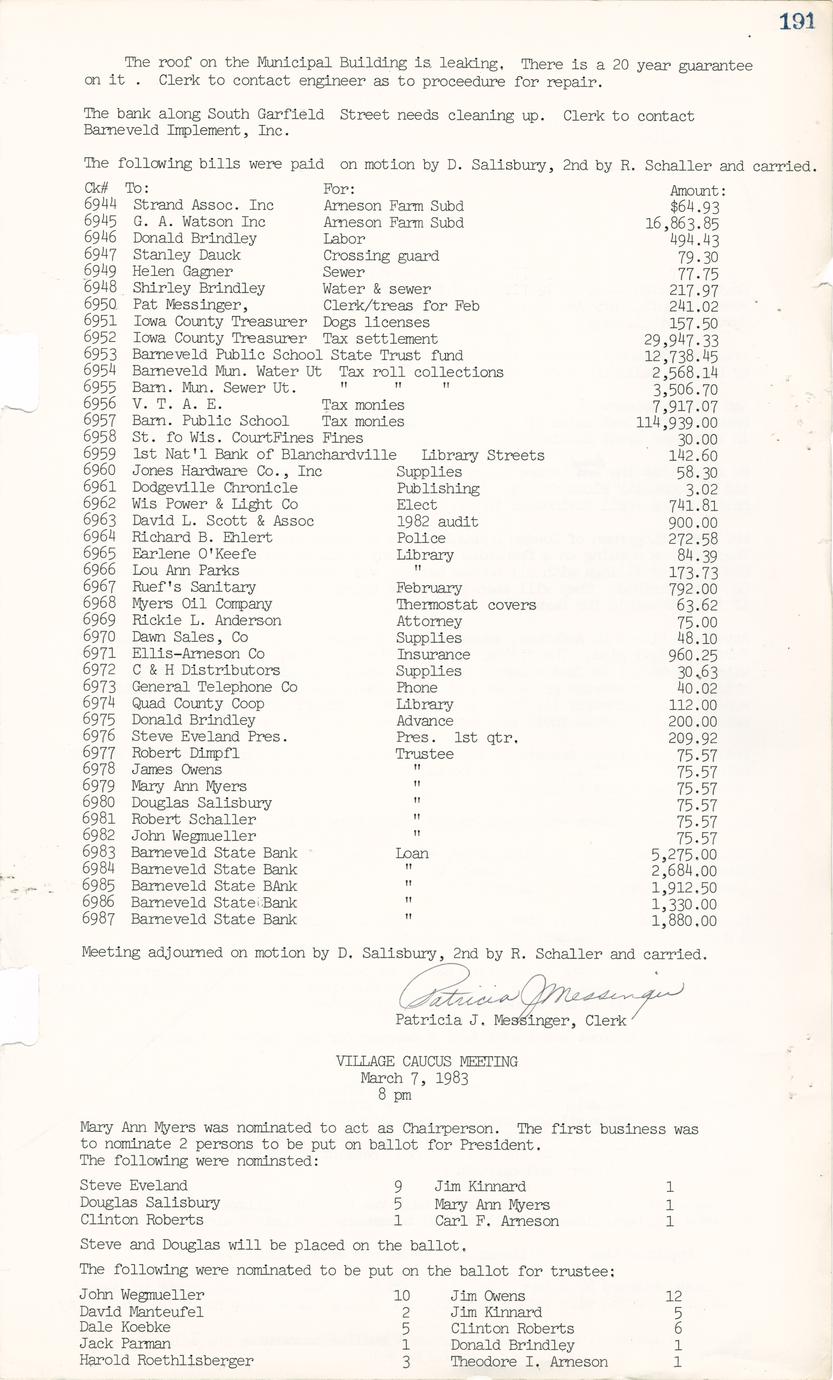 191
The roof on the Municipal Building is leaking. There is a 20 year guarantee
on it . Clerk to contact engineer as to proceedure for repair.
The bank along South Garfield Street needs cleaning up. Clerk to contact
Barneveld Implement, Inc.
The following bills were paid on motion by D. Salisbury, 2nd by R. Schaller and carried.
Ck# To: For: Amount:
6944 Strand Assoc. Inc Arneson Farm Subd $64.93
6945 G. A. Watson Inc Arneson Farm Subd 16,863.85
6946 Donald Brindley Labor 494.43
6947 Stanley Dauck Crossing guard 79.30
6949 Helen Gagner Sewer 77.75
6948 Shirley Brindley Water & sewer 217.97
6950 Pat Messinger, Clerk/treas for Feb 241.02
6951 Iowa County Treasurer Dogs licenses 157.50
6952 Iowa County Treasurer Tax settlement 29,947.33
6953 Barneveld Public School State Trust fund 12,738.45
6954 Barneveld Mun. Water Ut Tax roll collections 2,568.14
6955 Barn. Mun. Sewer Ut. " " " 3,506.70
6956 V. T. A. E. Tax monies 7,917.07
6957 Barn. Public School Tax monies 114,939.00
6958 St. fo Wis. CourtFines Fines 30.00
6959 1st Nat'l Bank of Blanchardville Library Streets 142.60
6960 Jones Hardware Co., Inc Supplies 58.30
6961 Dodgeville Chronicle Publishing 3.02
6962 Wis Power & Light Co Elect 741.81
6963 David L. Scott & Assoc 1982 audit 900.00
6964 Richard B. Ehlert Police 272.58
6965 Earlene O'Keefe Library 84.39
6966 Lou Ann Parks " 173.73
6967 Ruef's Sanitary February 792.00
6968 Myers Oil Company Thermostat covers 63.62
6969 Rickie L. Anderson Attorney 75.00
6970 Dawn Sales, Co Supplies 48.10
6971 Ellis-Arneson Co Insurance 960.25
6972 C & H Distributors Supplies 30.63
6973 General Telephone Co Phone 40.02
6974 Quad County Coop Library 112.00
6975 Donald Brindley Advance 200.00
6976 Steve Eveland Pres. Pres. 1st qtr. 209.92
6977 Robert Dimpfl Trustee 75.57
6978 James Owens " 75.57
6979 Mary Ann Myers " 75.57
6980 Douglas Salisbury " 75.57
6981 Robert Schaller " 75.57
6982 John Wegmueller " 75.57
6983 Barneveld State Bank Loan 5,275.00
6984 Barneveld State Bank " 2,684.00
6985 Barneveld State BAnk " 1,912.50
6986 Barneveld State Bank " 1,330.00
6987 Barneveld State Bank " 1,880.00
Meeting adjourned on motion by D. Salisbury, 2nd by R. Schaller and carried.
Patricia J Messinger
Patricia J. Messinger, Clerk
VILLAGE CAUCUS MEETING
March 7, 1983
8 pm
Mary Ann Myers was nominated to act as Chairperson. The first business was
to nominate 2 persons to be put on ballot for President.
The following were nominsted:
Steve Eveland 9 Jim Kinnard 1
Douglas Salisbury 5 Mary Ann Myers 1
Clinton Roberts 1 Carl F. Arneson 1
Steve and Douglas will be placed on the ballot.
The following were nominated to be put on the ballot for trustee:
John Wegmueller 10 Jim Owens 12
David Manteufel 2 Jim Kinnard 5
Dale Koebke 5 Clinton Roberts 6
Jack Parman 1 Donald Brindley 1
Harold Roethlisberger 3 Theodore I. Arneson 1